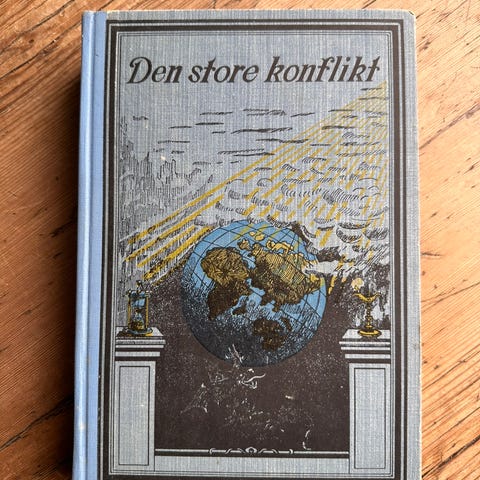 Den store konflikt